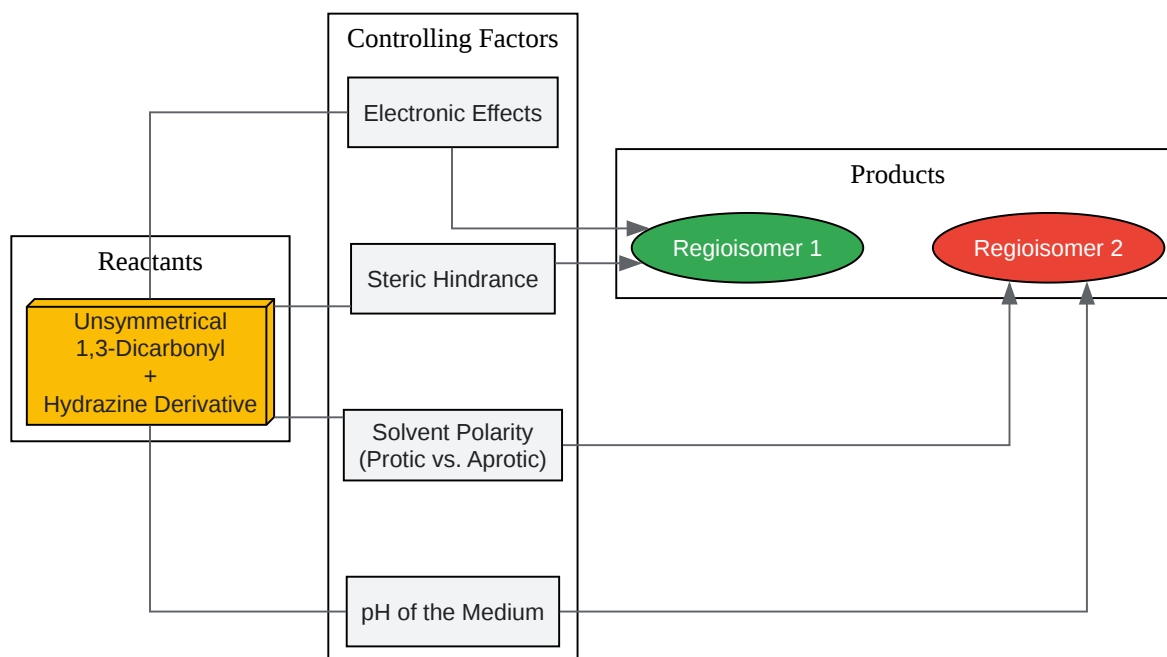 Controlling Factors
Electronic Effects
Products
Regioisomer 1
Regioisomer 2
Reactants
Steric Hindrance
Unsymmetrical
1,3-Dicarbonyl
+
Hydrazine Derivative
Solvent Polarity
(Protic vs. Aprotic)
pH of the Medium